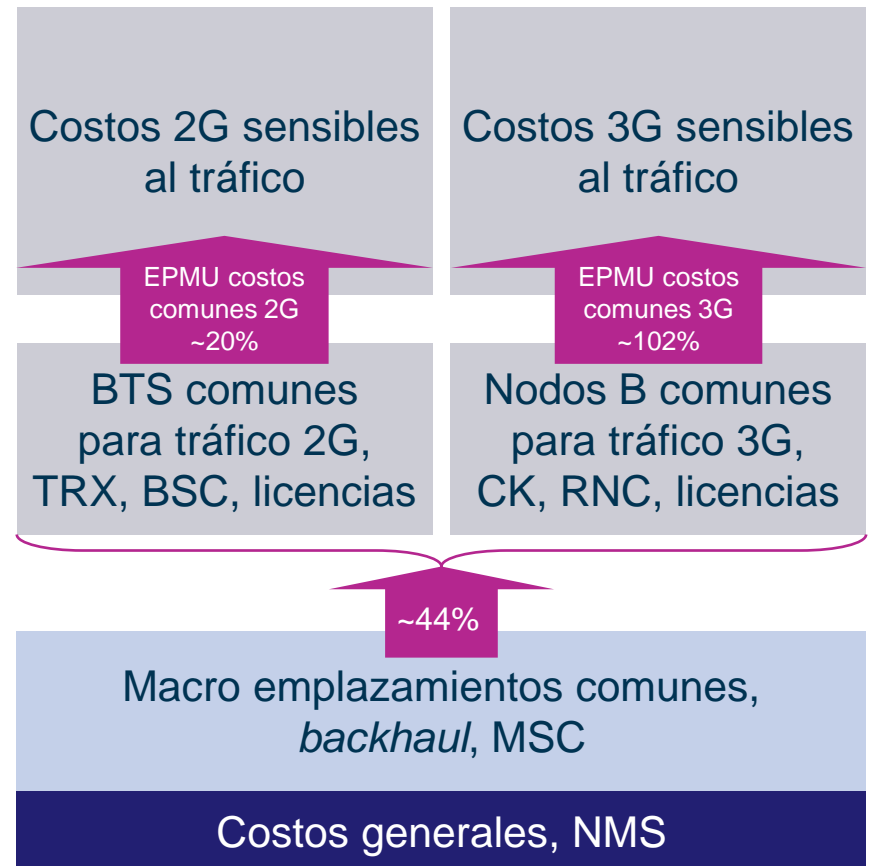 Costos 2G sensibles
al tráfico
Costos 3G sensibles
al tráfico
EPMU costos
comunes 2G
~20%
EPMU costos
comunes 3G
~102%
BTS comunes
para tráfico 2G,
TRX, BSC, licencias
Nodos B comunes
para tráfico 3G,
CK, RNC, licencias
~44%
Macro emplazamientos comunes,
backhaul, MSC
Costos generales, NMS